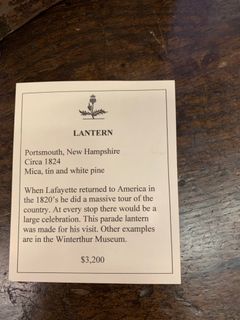 LANTERN
Portsmouth, New Hampshire
Circa 1824
Mica, tin and white pine
When Lafayette returned to America in
the 1820's he did a massive tour of the
country. At every stop there would be a
large celebration. This parade lantern
was made for his visit. Other examples
are in the Winterthur Museum.
$3,200